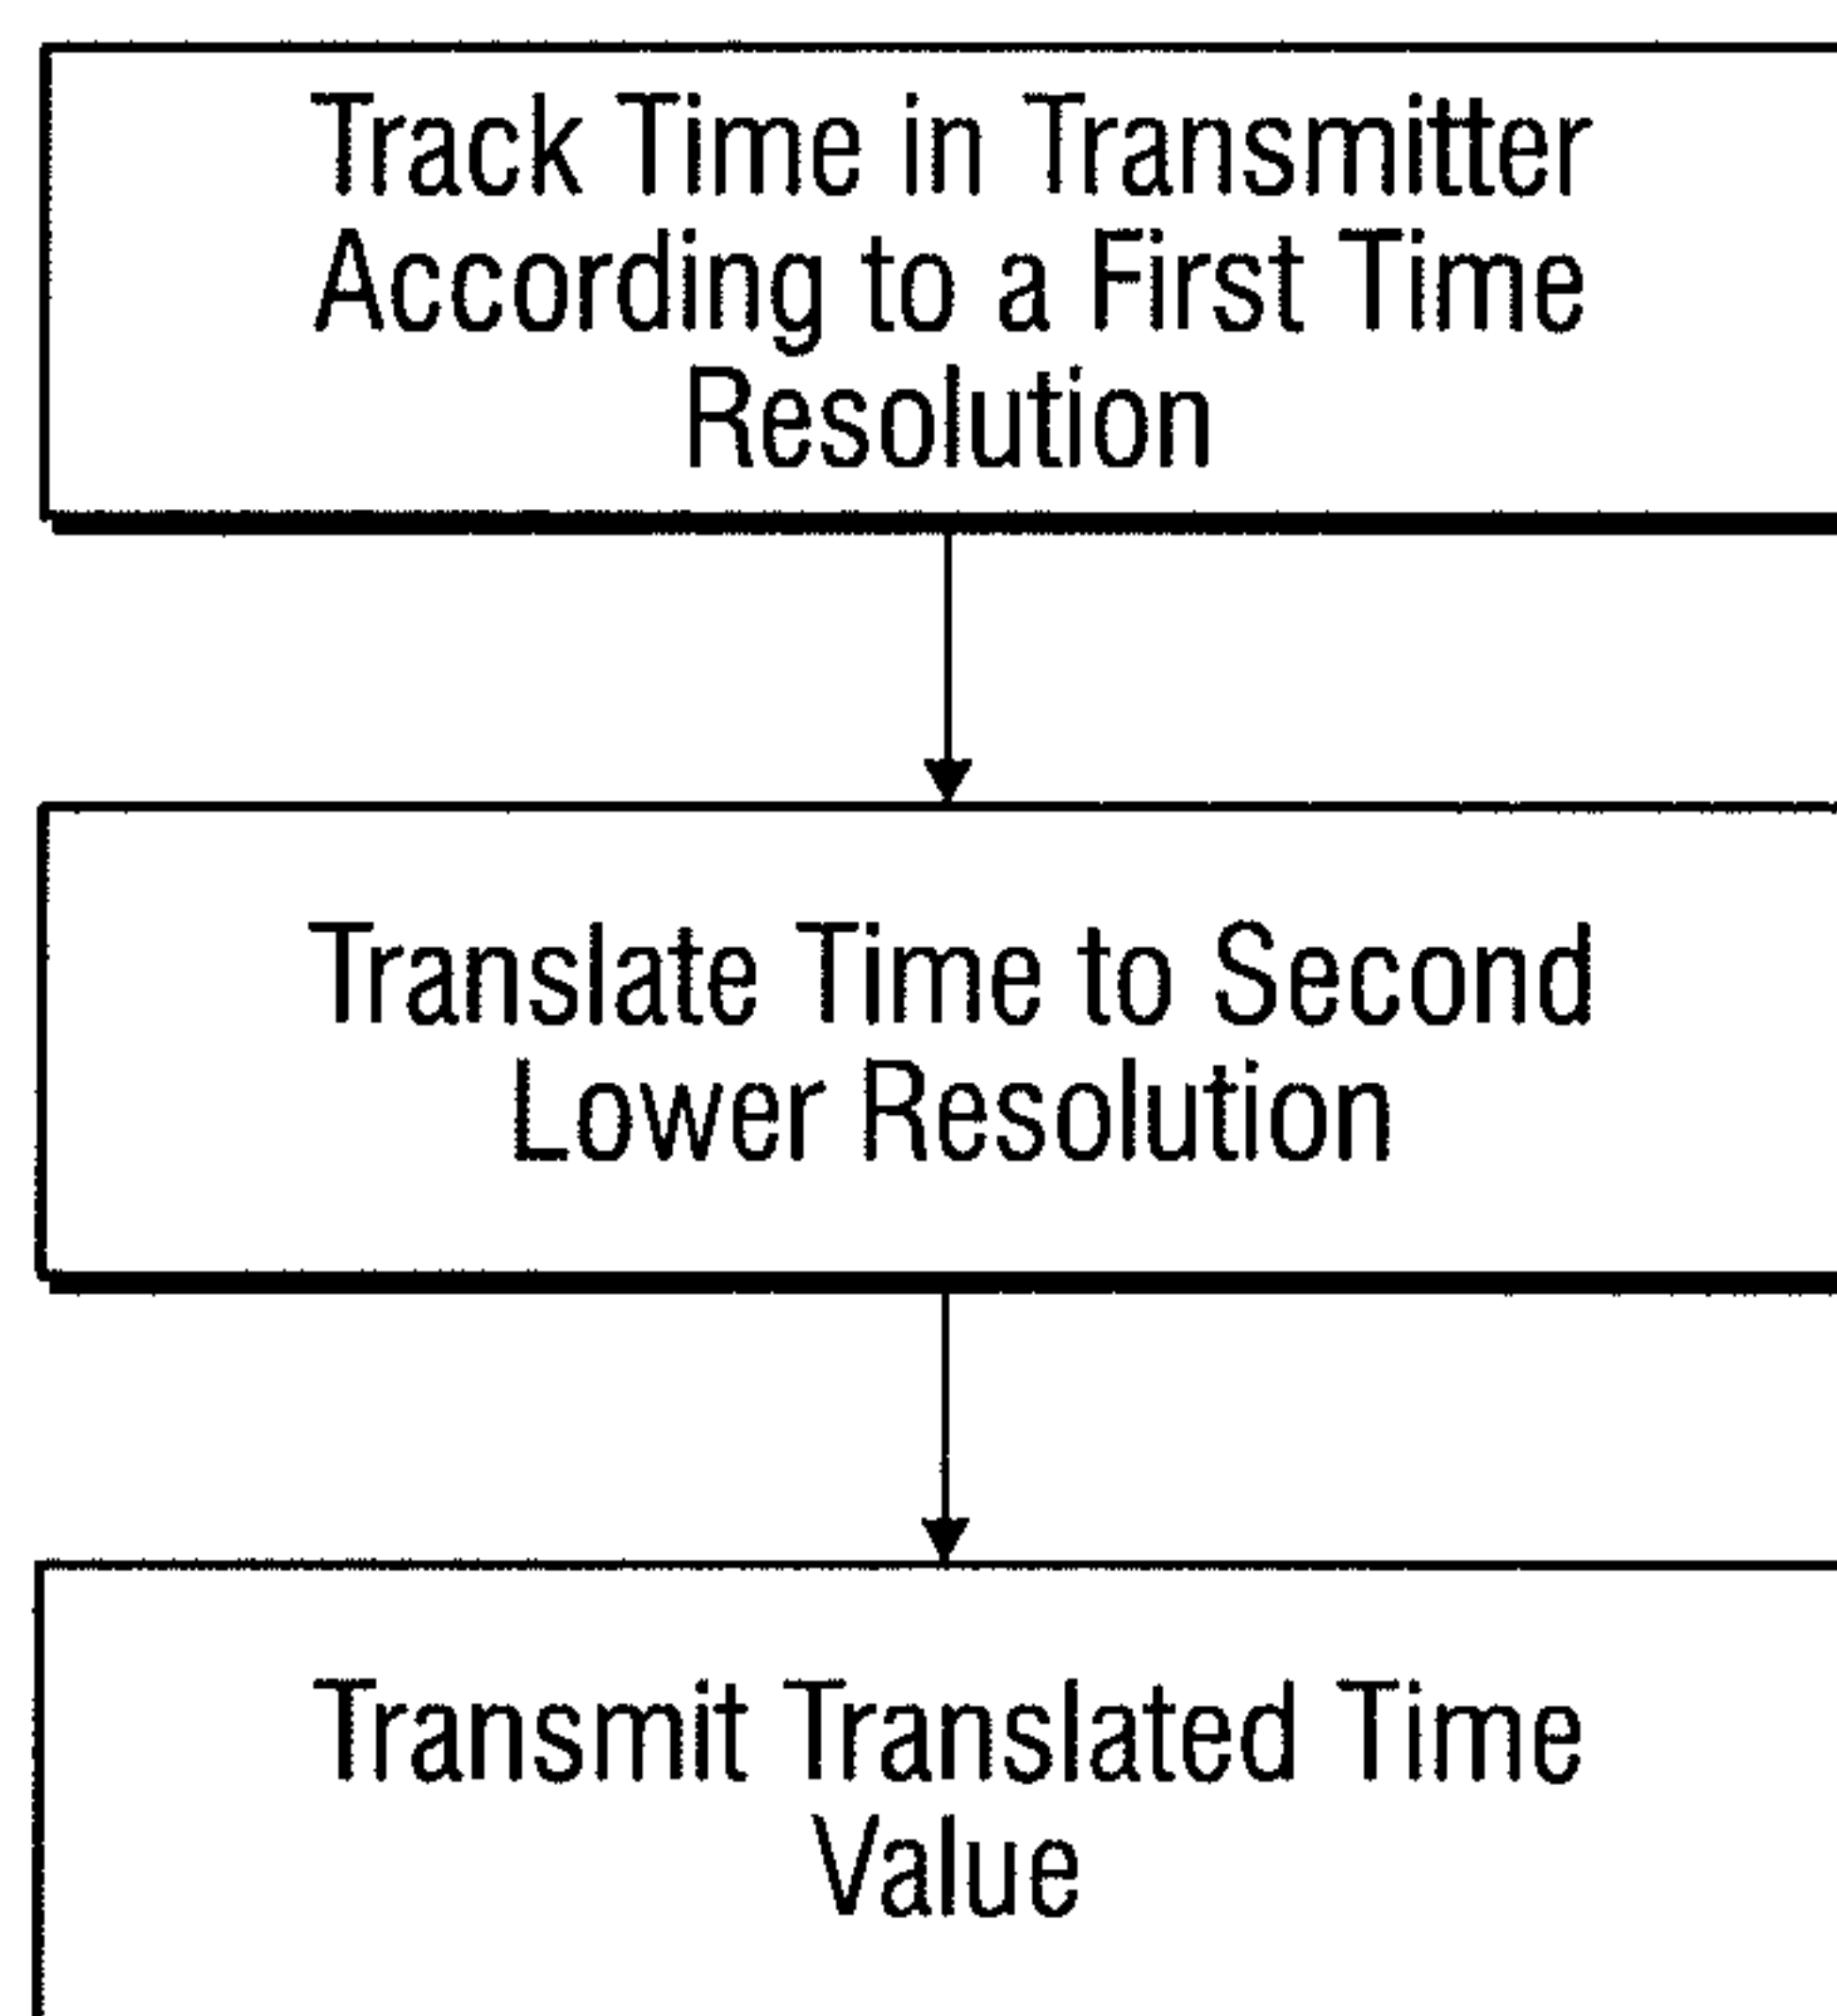 Track Time in Transmitter
According to a First Time
Resolution
Translate Time to Second
Lower Resolution
Transmit Translated Time
Value